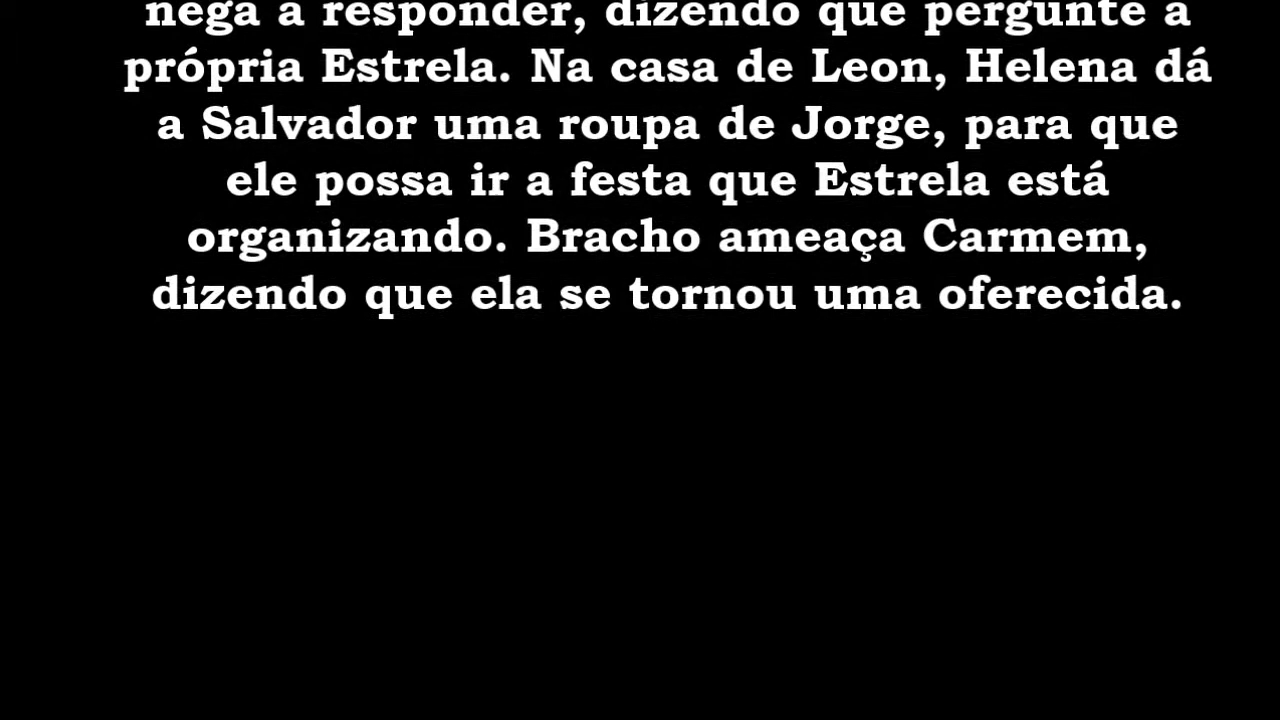 nega a responder, dizendo que pergunte a
própria Estrela. Na casa de Leon, Helena dá
a Salvador uma roupa de Jorge, para que
ele possa ir a festa que Estrela está
organizando. Bracho ameaça Carmem,
dizendo que ela se tornou uma oferecida.